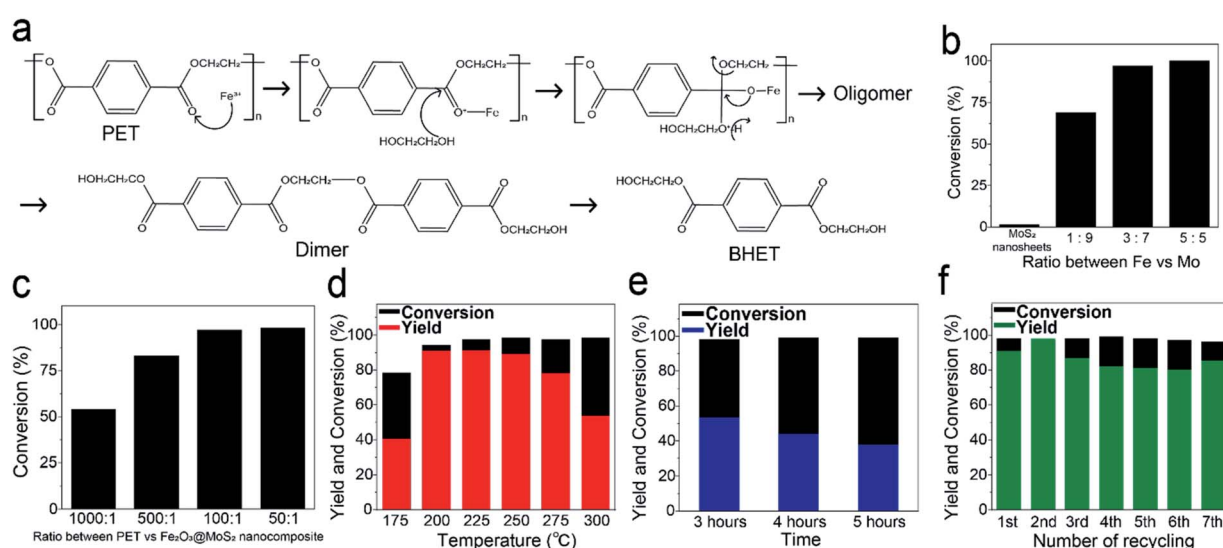 a
O
O
OCH₂CH₂
O
Fe³⁺
n
PET
O
O
OCH₂CH₂
O⁺—Fe
HOCH₂CH₂OH
n
O
O
OCH₂CH₂
O—Fe
HOCH₂CH₂O⁺-H
n
Oligomer
HOH₂CH₂CO
O
O
OCH₂CH₂—O
O
O
OCH₂CH₂OH
Dimer
HOH₂CH₂CO
O
O
OCH₂CH₂OH
BHET
b
Conversion (%)
100
75
50
25
0
MoS₂
nanosheets
1 : 9
3 : 7
5 : 5
Ratio between Fe vs Mo
c
Conversion (%)
100
75
50
25
0
1000:1
500:1
100:1
50:1
Ratio between PET vs Fe₂O₃@MoS₂ nanocomposite
d
Yield and Conversion (%)
Conversion
Yield
100
80
60
40
20
0
175
200
225
250
275
300
Temperature (℃)
e
Yield and Conversion (%)
Conversion
Yield
100
80
60
40
20
0
3 hours
4 hours
5 hours
Time
f
Yield and Conversion (%)
Conversion
Yield
100
80
60
40
20
0
1st
2nd
3rd
4th
5th
6th
7th
Number of recycling